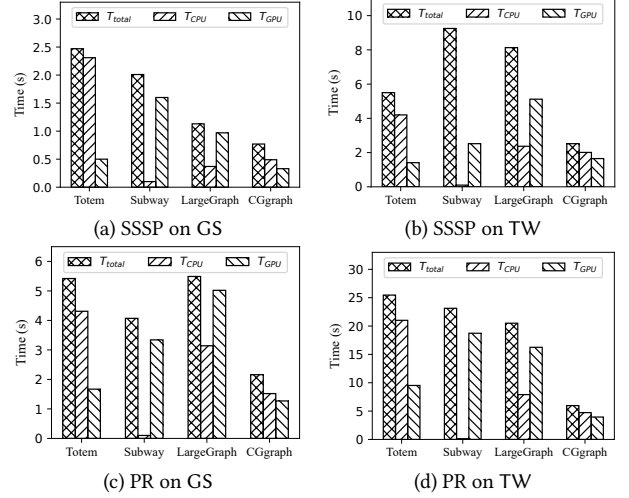 T_total T_CPU T_GPU
Time (s)
3.0
2.5
2.0
1.5
1.0
0.5
0.0
Totem Subway LargeGraph CGgraph
(a) SSSP on GS
T_total T_CPU T_GPU
Time (s)
10
8
6
4
2
0
Totem Subway LargeGraph CGgraph
(b) SSSP on TW
T_total T_CPU T_GPU
Time (s)
6
5
4
3
2
1
0
Totem Subway LargeGraph CGgraph
(c) PR on GS
T_total T_CPU T_GPU
Time (s)
30
25
20
15
10
5
0
Totem Subway LargeGraph CGgraph
(d) PR on TW